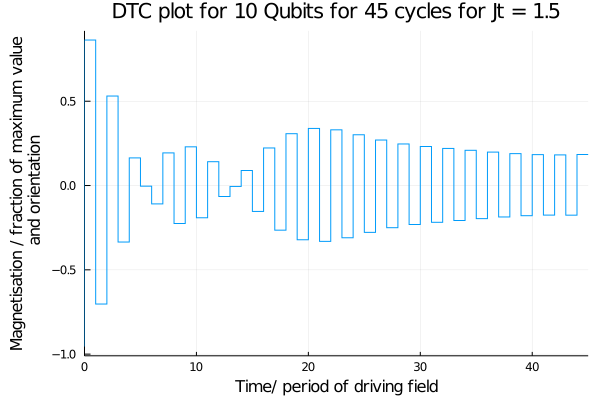 DTC plot for 10 Qubits for 45 cycles for Jt = 1.5
Magnetisation / fraction of maximum value
and orientation
0.5
0.0
−0.5
−1.0
0
10
20
30
40
Time/ period of driving field